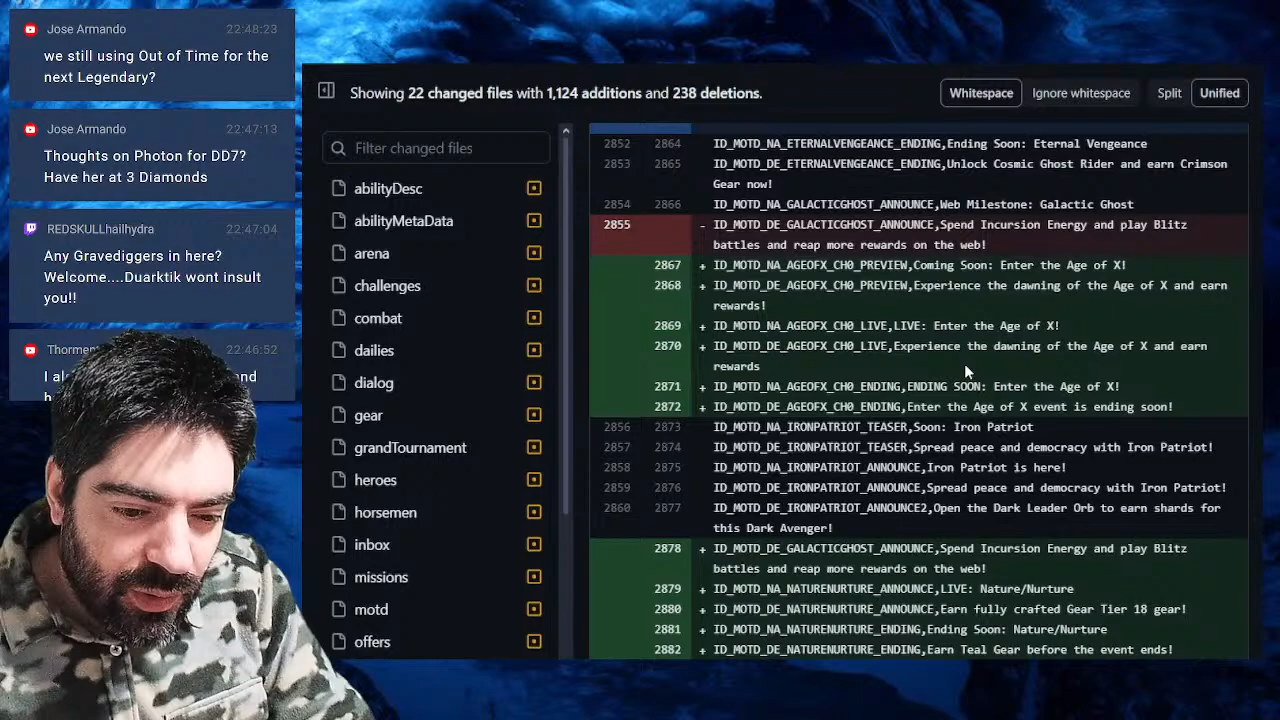 Jose Armando 22:48:23
we still using Out of Time for the
next Legendary?
Jose Armando 22:47:13
Thoughts on Photon for DD7?
Have her at 3 Diamonds
REDSKULLhailhydra 22:47:04
Any Gravediggers in here?
Welcome....Duarktik wont insult
you!!
22:46:52
Showing 22 changed files with 1,124 additions and 238 deletions.
Whitespace Ignore whitespace Split Unified
Filter changed files
abilityDesc
abilityMetaData
arena
challenges
combat
dailies
dialog
gear
grandTournament
heroes
horsemen
inbox
missions
motd
offers
2852 2864 ID_MOTD_NA_ETERNALVENGEANCE_ENDING,Ending Soon: Eternal Vengeance
2853 2865 ID_MOTD_DE_ETERNALVENGEANCE_ENDING,Unlock Cosmic Ghost Rider and earn Crimson
Gear now!
2854 2866 ID_MOTD_NA_GALACTICGHOST_ANNOUNCE,Web Milestone: Galactic Ghost
2855 - ID_MOTD_DE_GALACTICGHOST_ANNOUNCE,Spend Incursion Energy and play Blitz
battles and reap more rewards on the web!
2867 + ID_MOTD_NA_AGEOFX_CH0_PREVIEW,Coming Soon: Enter the Age of X!
2868 + ID_MOTD_DE_AGEOFX_CH0_PREVIEW,Experience the dawning of the Age of X and earn
rewards!
2869 + ID_MOTD_NA_AGEOFX_CH0_LIVE,LIVE: Enter the Age of X!
2870 + ID_MOTD_DE_AGEOFX_CH0_LIVE,Experience the dawning of the Age of X and earn
rewards
2871 + ID_MOTD_NA_AGEOFX_CH0_ENDING,ENDING SOON: Enter the Age of X!
2872 + ID_MOTD_DE_AGEOFX_CH0_ENDING,Enter the Age of X event is ending soon!
2856 2873 ID_MOTD_NA_IRONPATRIOT_TEASER,Soon: Iron Patriot
2857 2874 ID_MOTD_DE_IRONPATRIOT_TEASER,Spread peace and democracy with Iron Patriot!
2858 2875 ID_MOTD_NA_IRONPATRIOT_ANNOUNCE,Iron Patriot is here!
2859 2876 ID_MOTD_DE_IRONPATRIOT_ANNOUNCE,Spread peace and democracy with Iron Patriot!
2860 2877 ID_MOTD_DE_IRONPATRIOT_ANNOUNCE2,Open the Dark Leader Orb to earn shards for
this Dark Avenger!
2878 + ID_MOTD_DE_GALACTICGHOST_ANNOUNCE,Spend Incursion Energy and play Blitz
battles and reap more rewards on the web!
2879 + ID_MOTD_NA_NATURENURTURE_ANNOUNCE,LIVE: Nature/Nurture
2880 + ID_MOTD_DE_NATURENURTURE_ANNOUNCE,Earn fully crafted Gear Tier 18 gear!
2881 + ID_MOTD_NA_NATURENURTURE_ENDING,Ending Soon: Nature/Nurture
2882 + ID_MOTD_DE_NATURENURTURE_ENDING,Earn Teal Gear before the event ends!